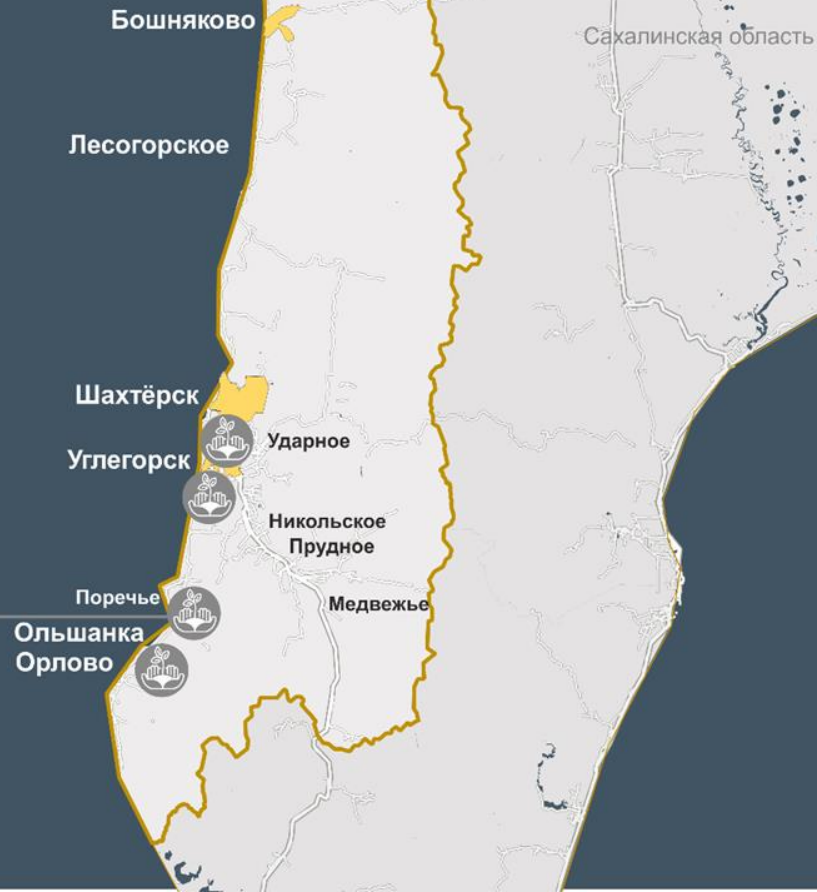 Бошняково
Сахалинская область
Лесогорское
Шахтёрск
Ударное
Углегорск
Никольское
Прудное
Поречье
Медвежье
Ольшанка
Орлово